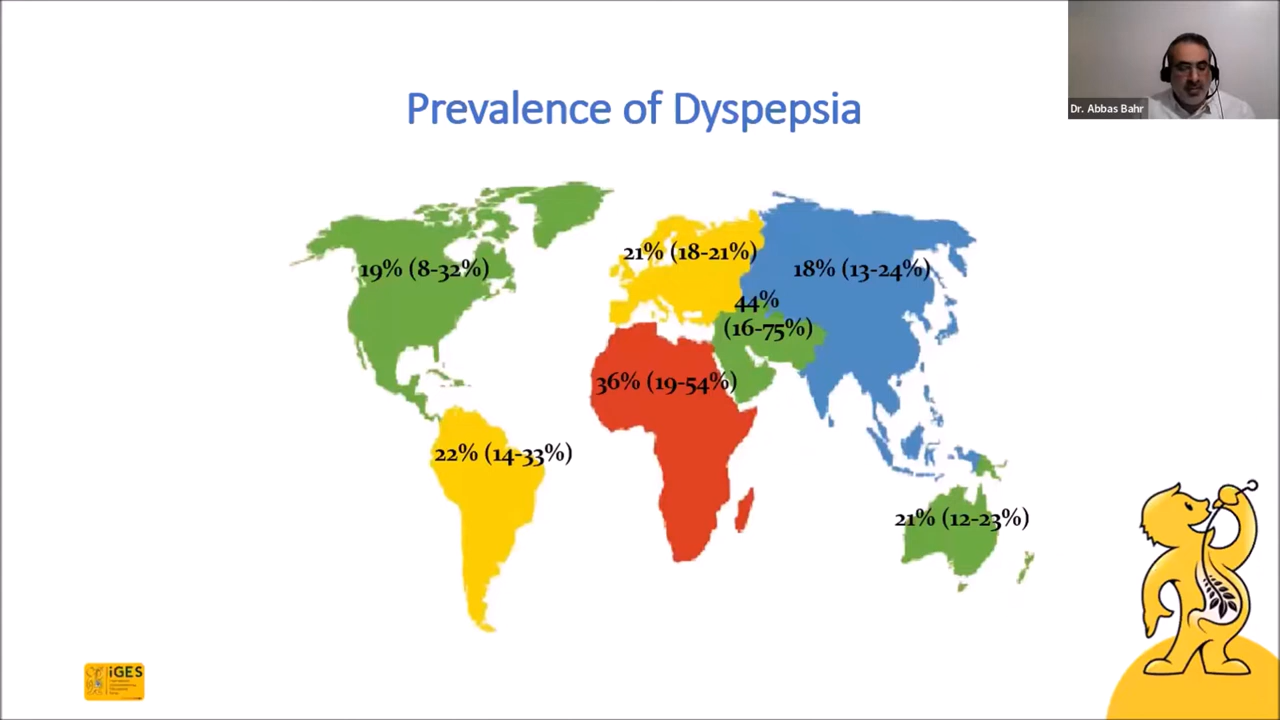 Dr. Abbas Bahr
Prevalence of Dyspepsia
19% (8-32%)
21% (18-21%)
18% (13-24%)
44%
(16-75%)
36% (19-54%)
22% (14-33%)
21% (12-23%)
iGES